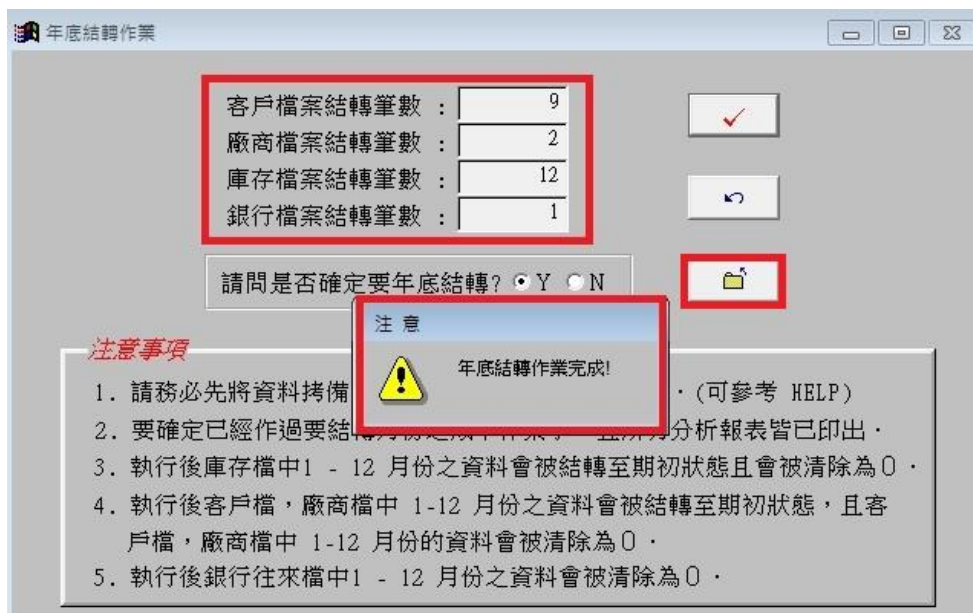 年底結轉作業
客戶檔案結轉筆數 : 9
廠商檔案結轉筆數 : 2
庫存檔案結轉筆數 : 12
銀行檔案結轉筆數 : 1
請問是否確定要年底結轉? Y N
注 意
年底結轉作業完成!
注意事項
1. 請務必先將資料拷備 ．(可參考 HELP)
2. 要確定已經作過要結轉 分析報表皆已印出．
3. 執行後庫存檔中1 - 12 月份之資料會被結轉至期初狀態且會被清除為０．
4. 執行後客戶檔，廠商檔中 1-12 月份之資料會被結轉至期初狀態，且客
戶檔，廠商檔中 1-12 月份的資料會被清除為０．
5. 執行後銀行往來檔中1 - 12 月份之資料會被清除為０．